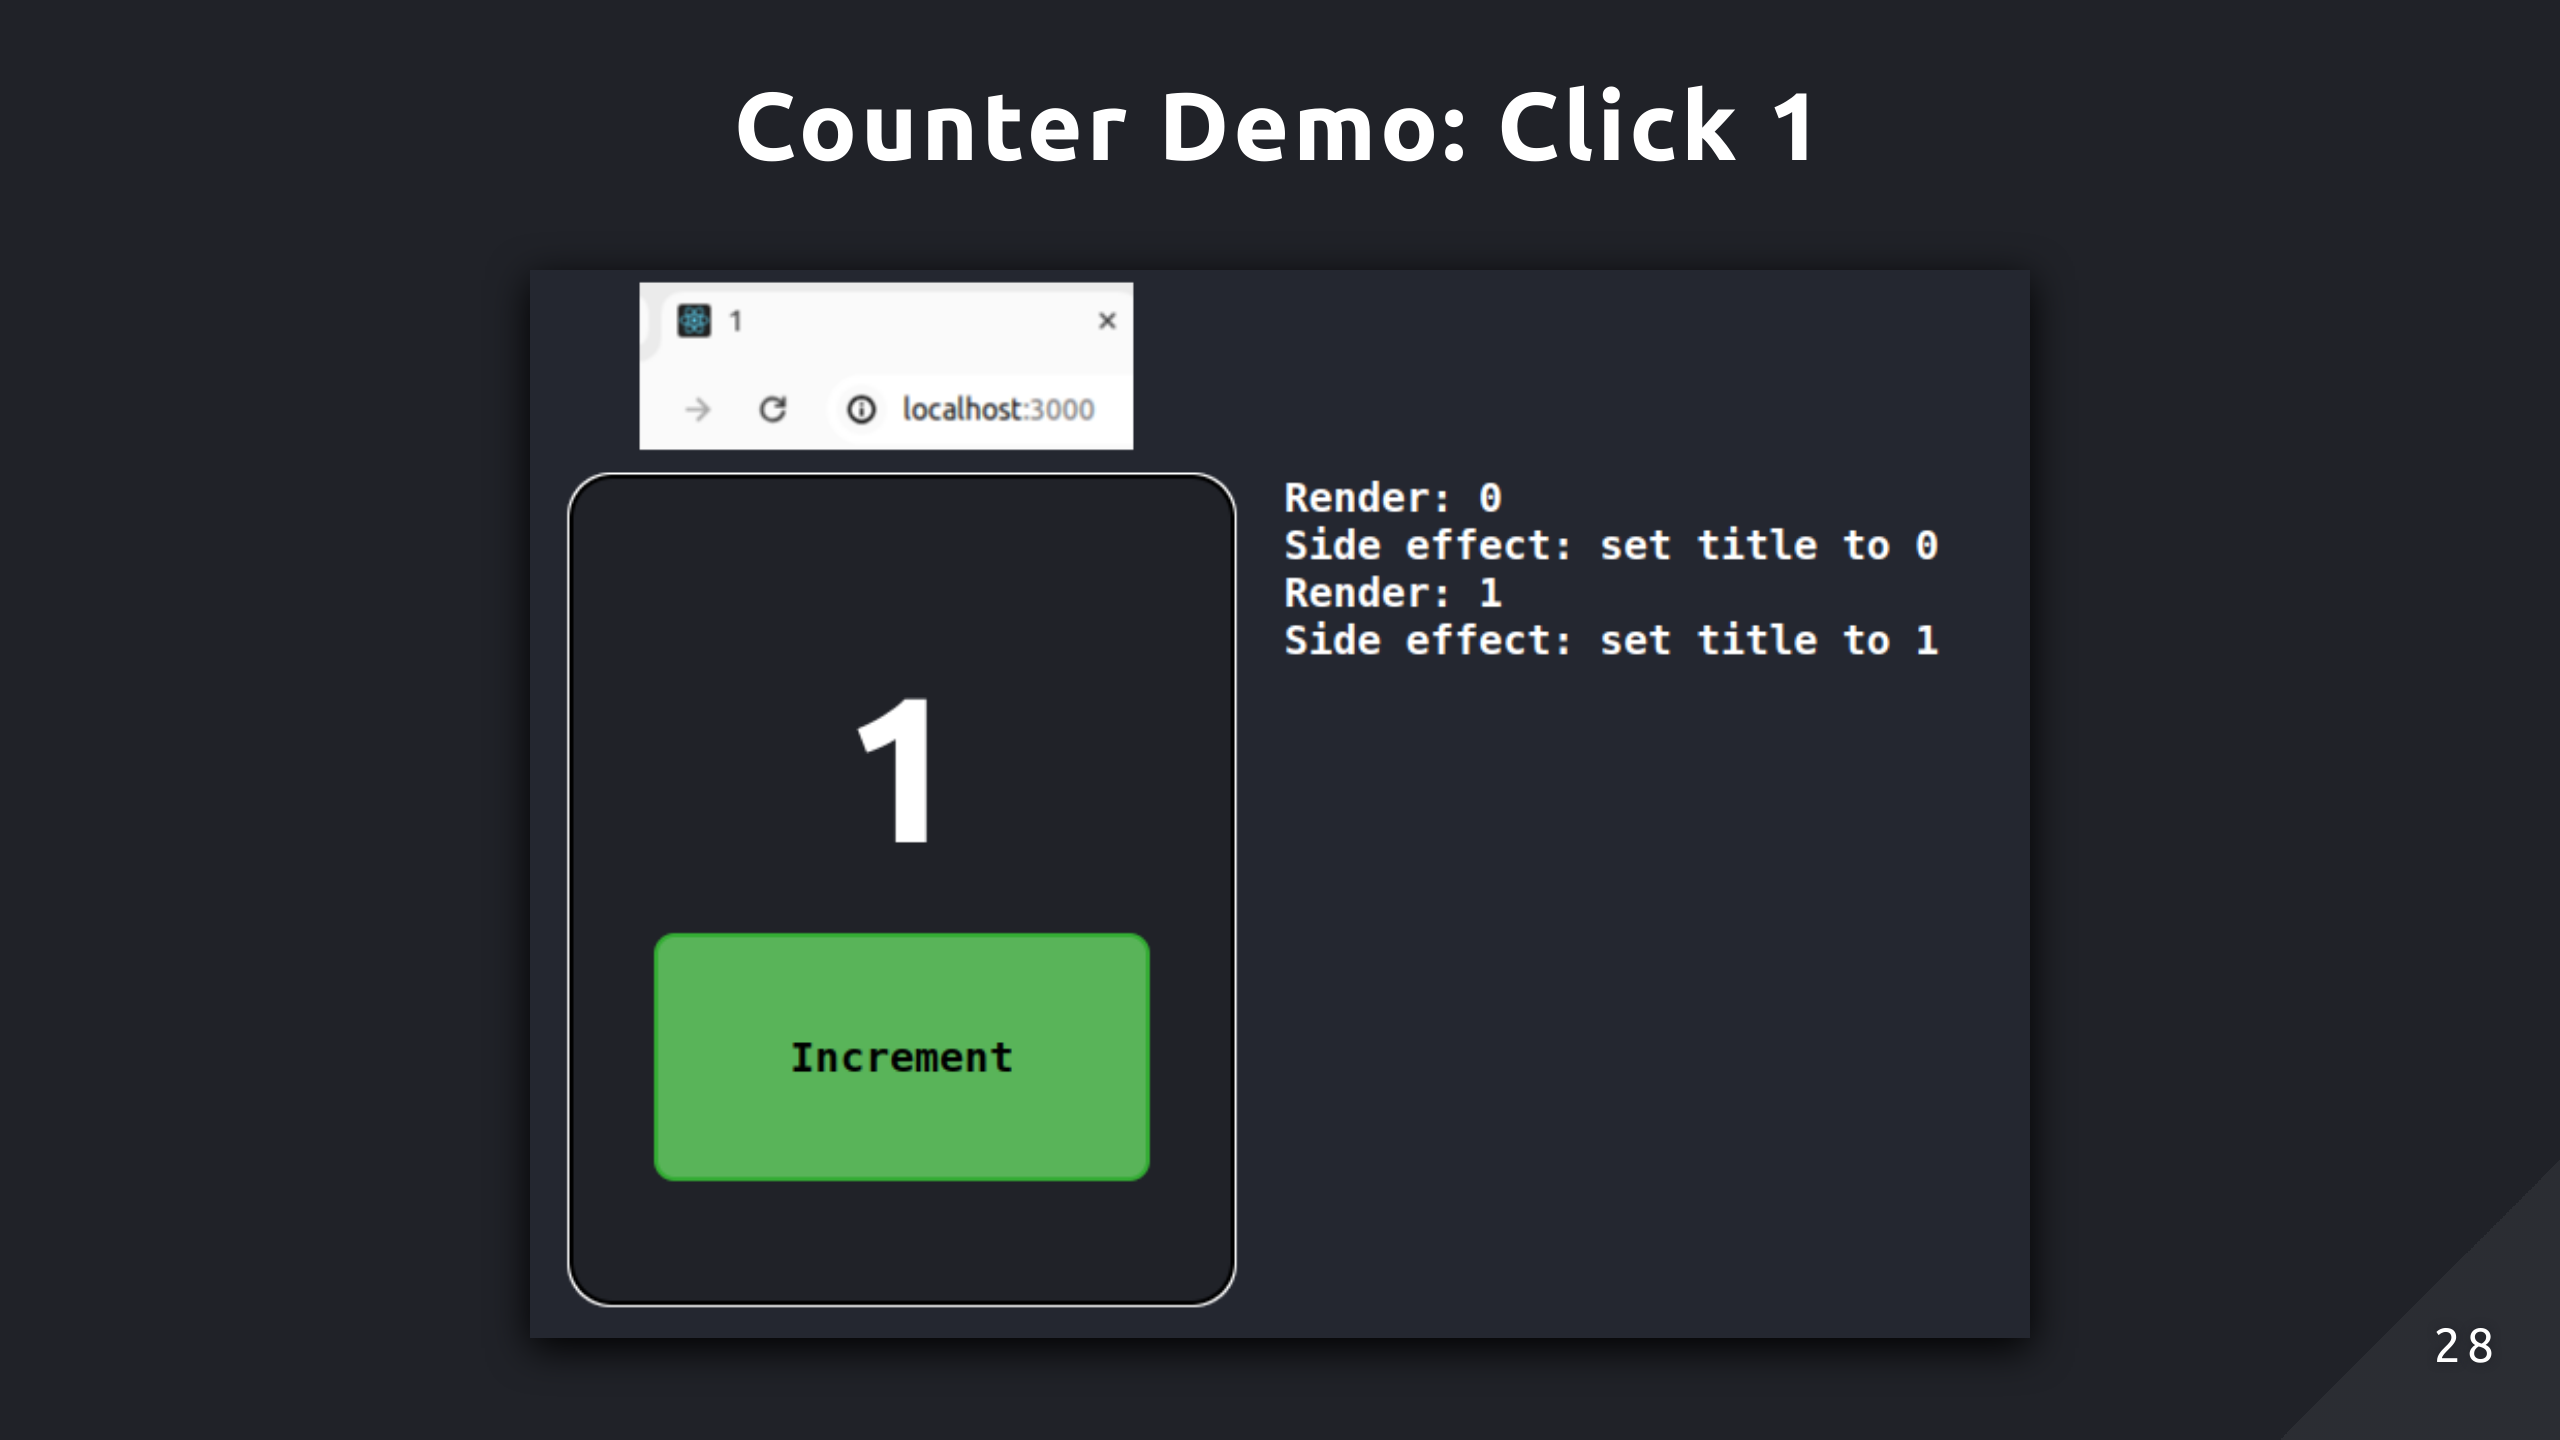 Counter Demo: Click 1
1
localhost:3000
Render: 0
Side effect: set title to 0
Render: 1
Side effect: set title to 1
1
Increment
28